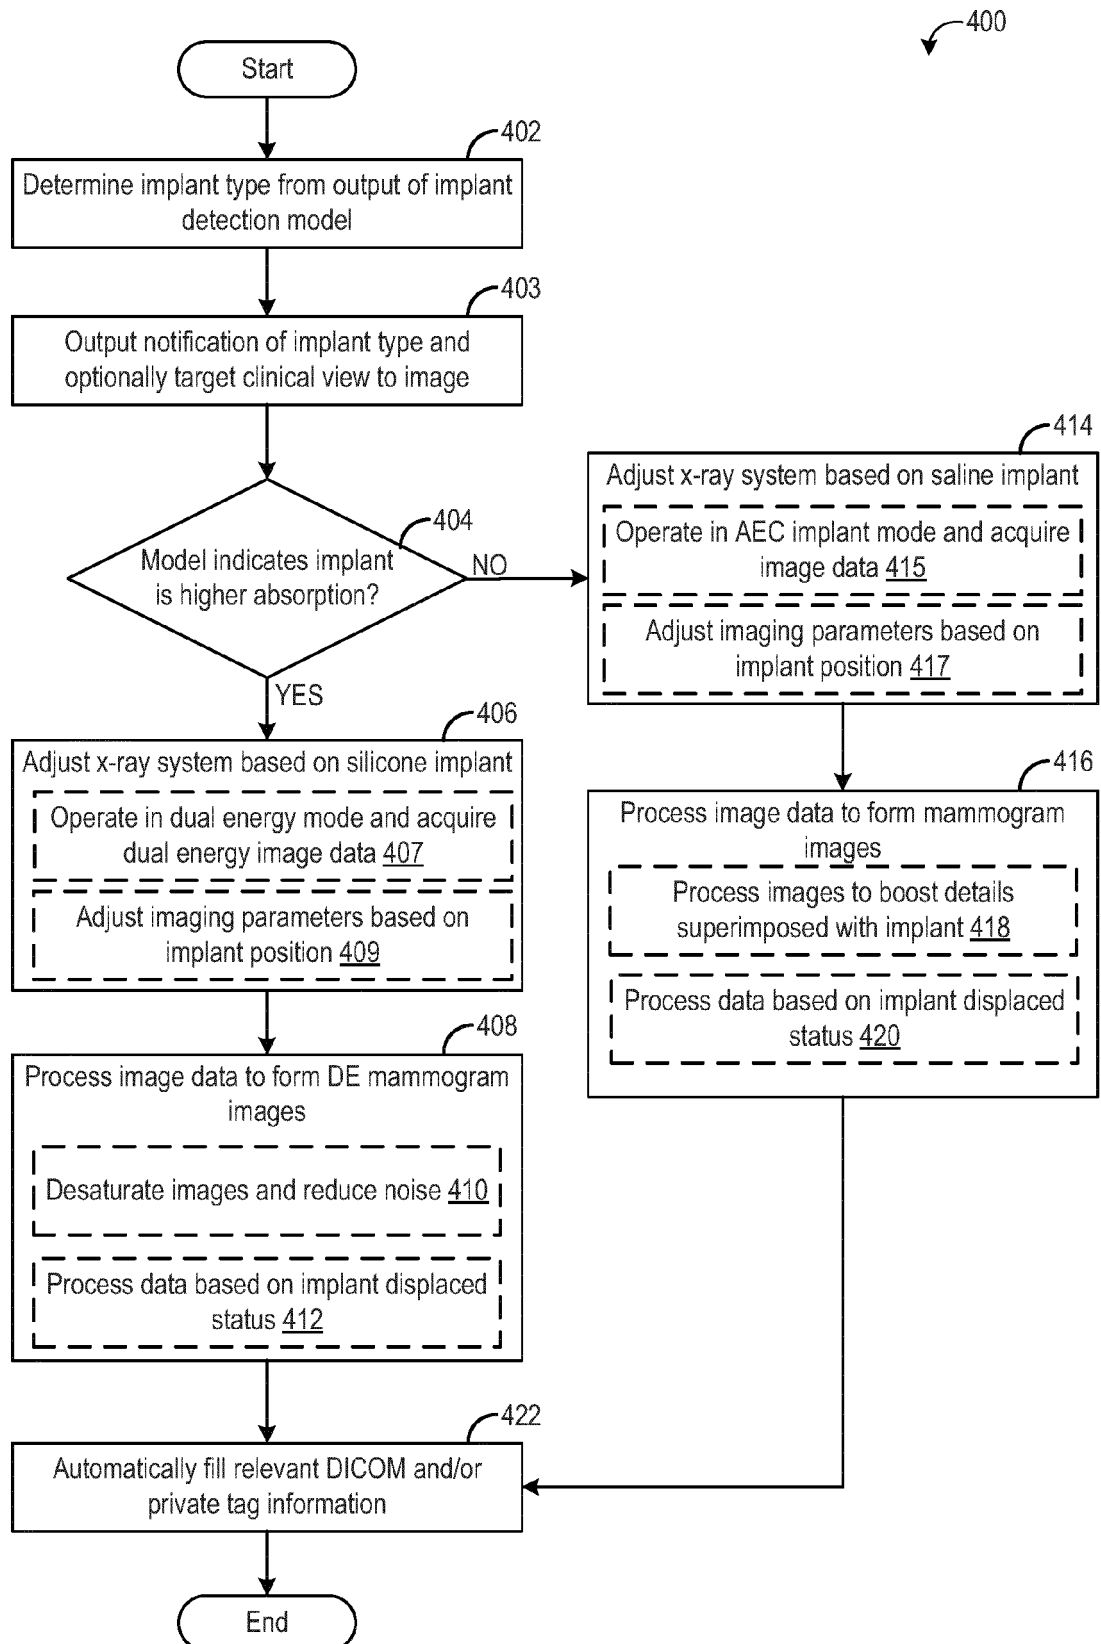 400
Start
402
Determine implant type from output of implant
detection model
403
Output notification of implant type and
optionally target clinical view to image
404
Model indicates implant
is higher absorption?
NO
YES
406
Adjust x-ray system based on silicone implant
Operate in dual energy mode and acquire
dual energy image data 407
Adjust imaging parameters based on
implant position 409
408
Process image data to form DE mammogram
images
Desaturate images and reduce noise 410
Process data based on implant displaced
status 412
414
Adjust x-ray system based on saline implant
Operate in AEC implant mode and acquire
image data 415
Adjust imaging parameters based on
implant position 417
416
Process image data to form mammogram
images
Process images to boost details
superimposed with implant 418
Process data based on implant displaced
status 420
422
Automatically fill relevant DICOM and/or
private tag information
End